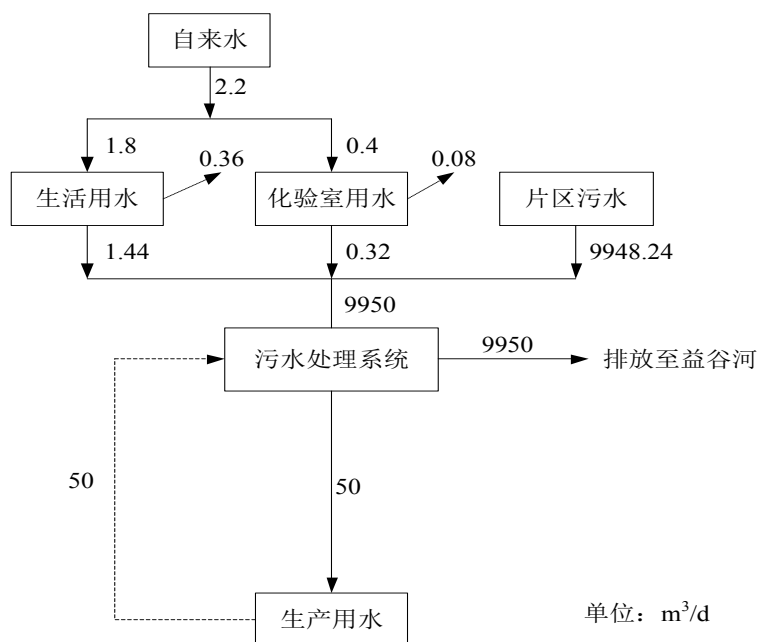 自来水
2.2
1.8
0.4
0.36
0.08
生活用水
化验室用水
片区污水
1.44
0.32
9948.24
9950
污水处理系统
9950
排放至益谷河
50
50
生产用水
单位：m³/d